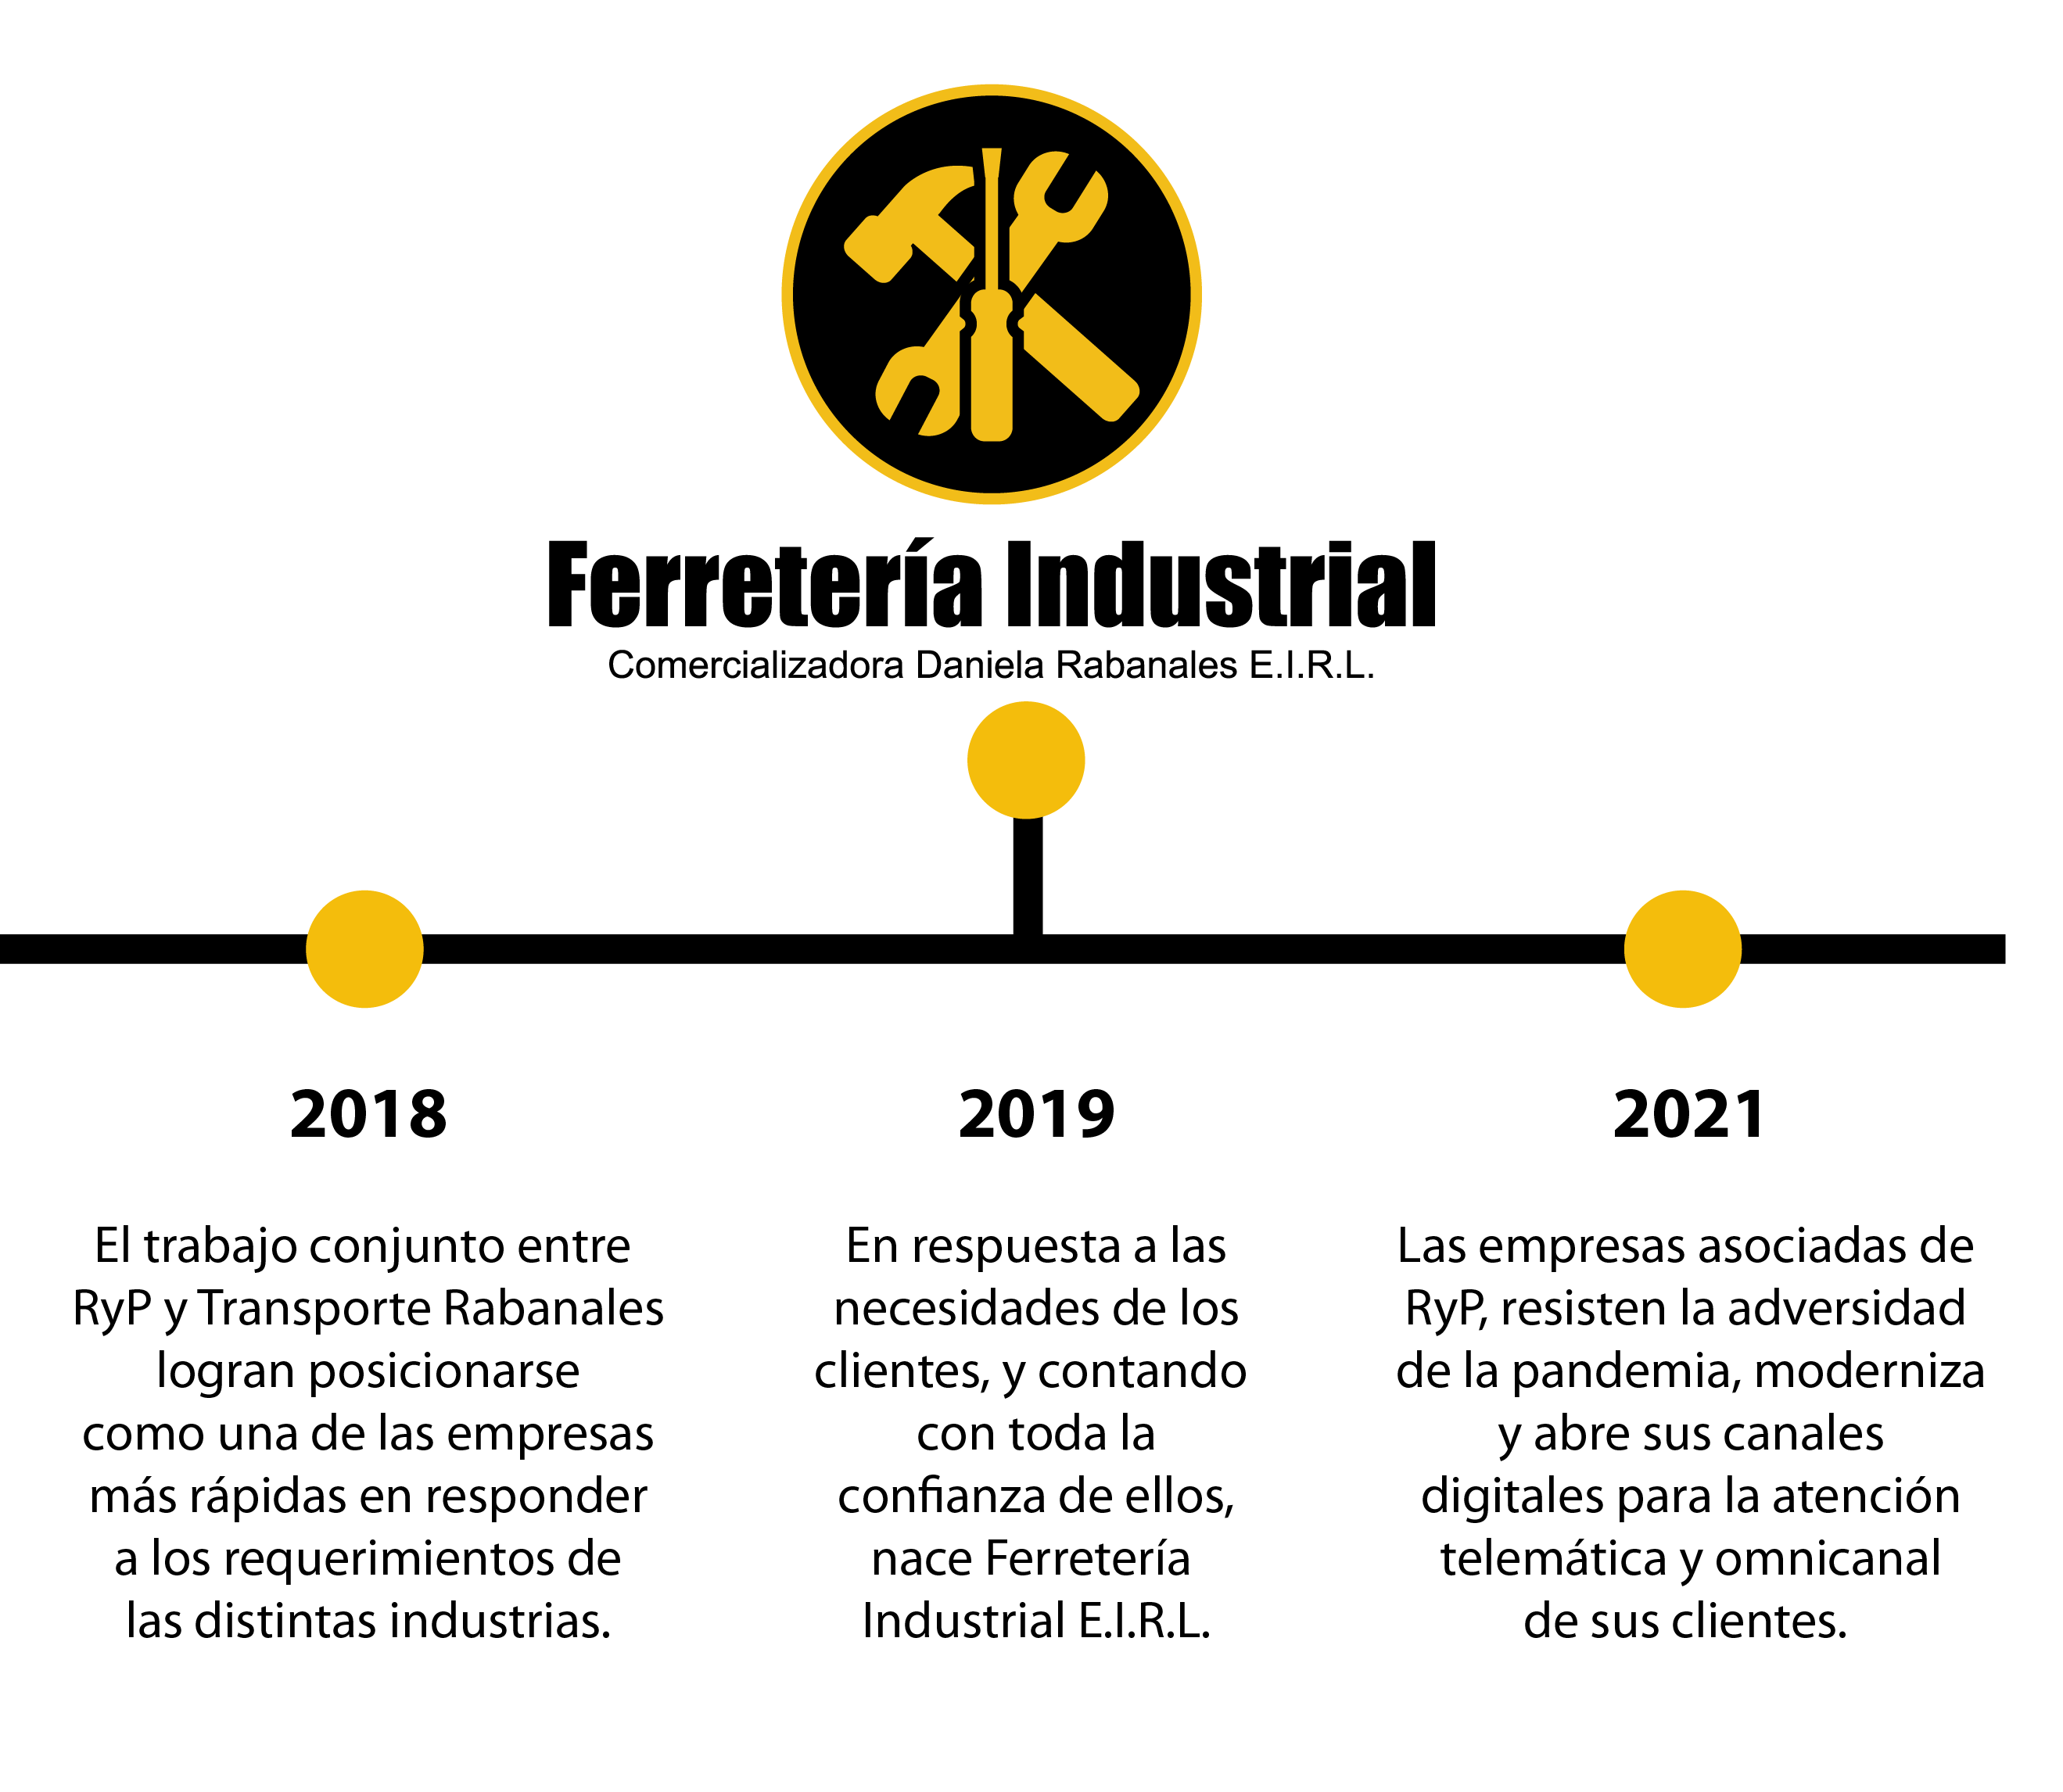 Ferretería Industrial
Comercializadora Daniela Rabanales E.I.R.L.
2018
El trabajo conjunto entre
RyP y Transporte Rabanales
logran posicionarse
como una de las empresas
más rápidas en responder
a los requerimientos de
las distintas industrias.
2019
En respuesta a las
necesidades de los
clientes, y contando
con toda la
confianza de ellos,
nace Ferretería
Industrial E.I.R.L.
2021
Las empresas asociadas de
RyP, resisten la adversidad
de la pandemia, moderniza
y abre sus canales
digitales para la atención
telemática y omnicanal
de sus clientes.